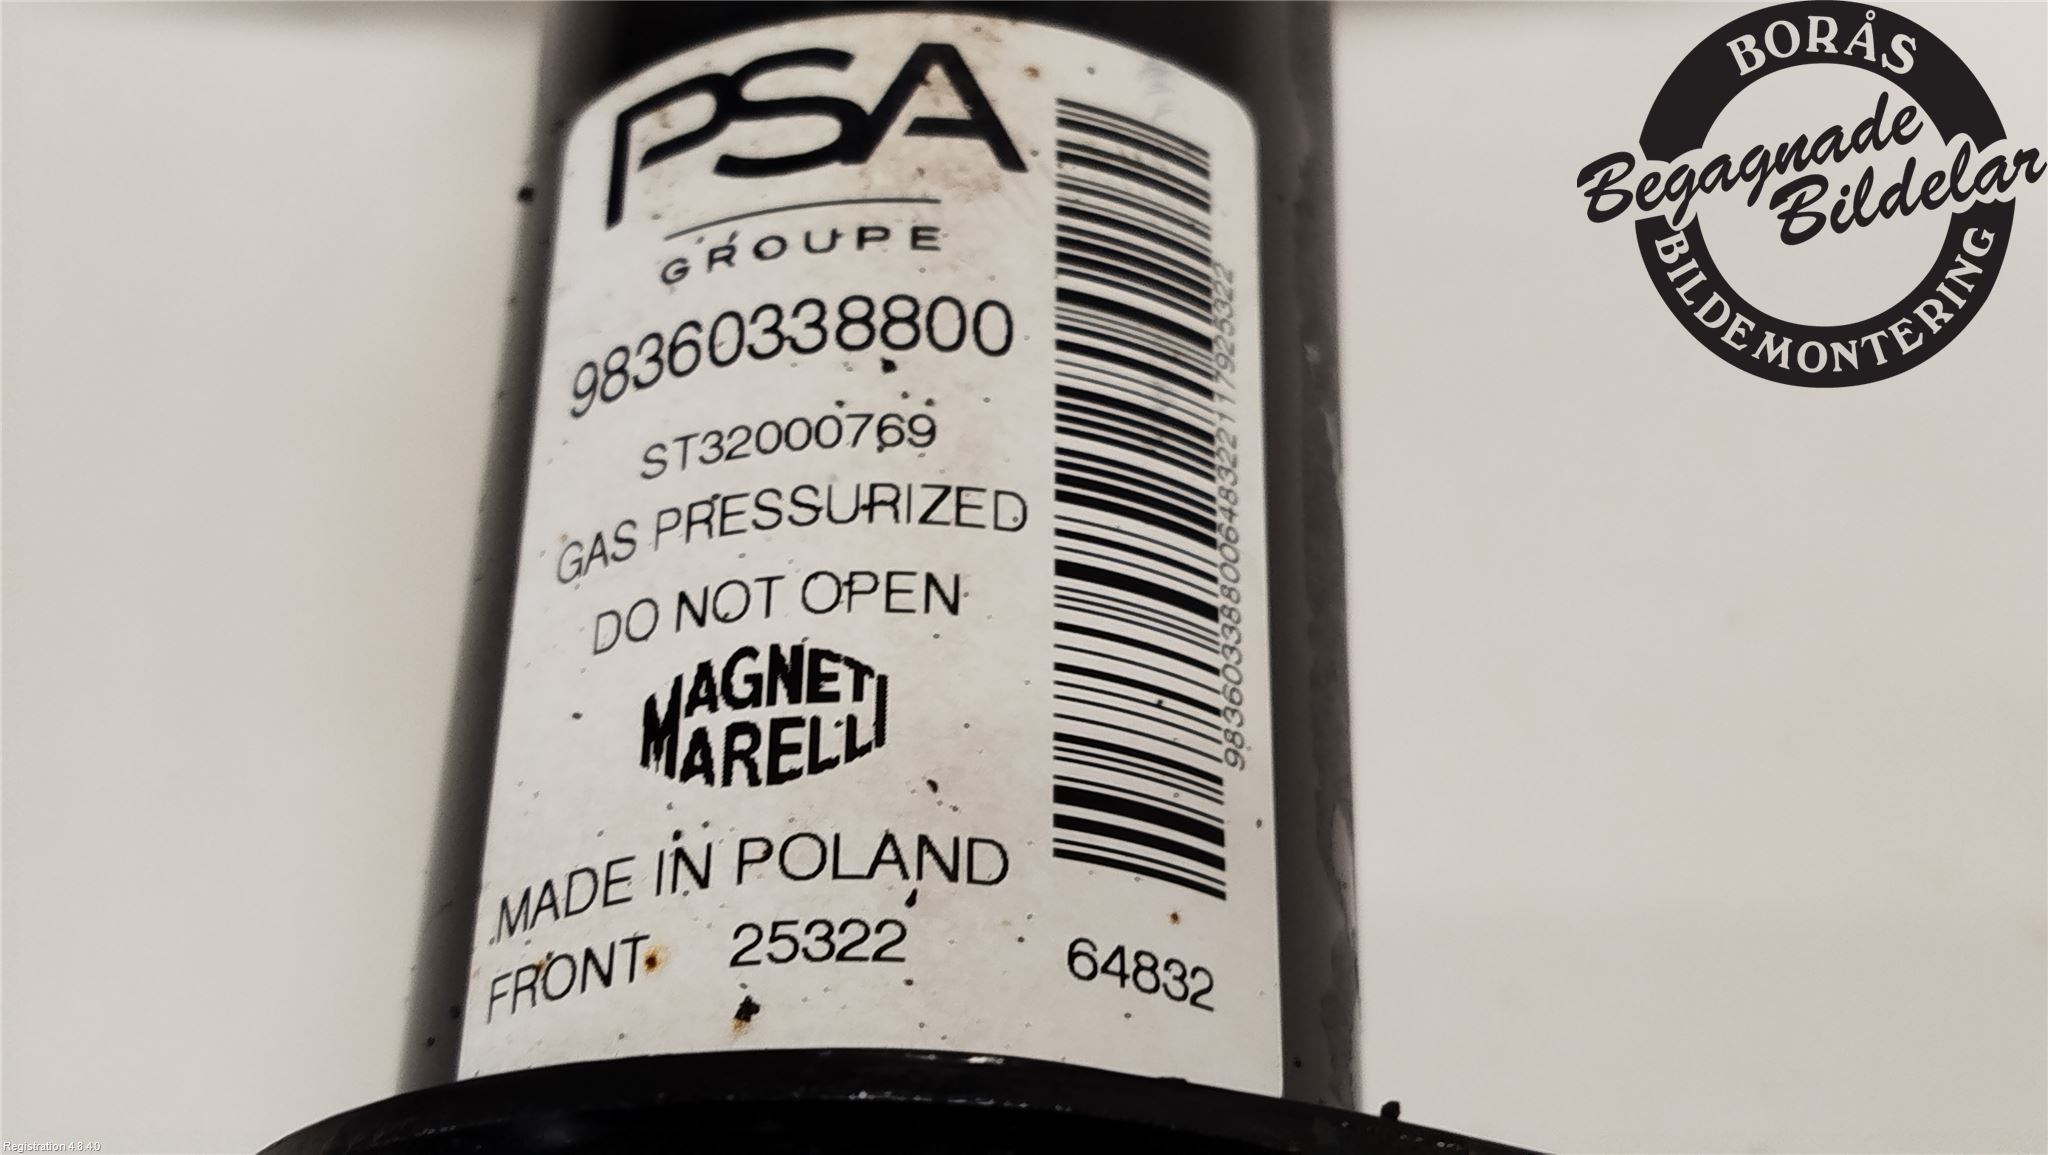 PSA
GROUPE
98360338800
ST32000769
GAS PRESSURIZED
DO NOT OPEN
MAGNETI
MARELLI
MADE IN POLAND
FRONT 25322 64832
BORÅS
Begagnade
Bildelar
BILDEMONTERING
Registration 4.8.4.0